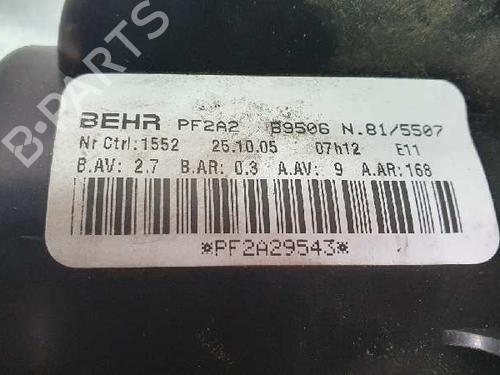 BEHR PF2A2 B9506 N.81/5507
Nr Ctrl:1552 25.10.05 07h12 E11
B.AV: 2.7 B.AR: 0.3 A.AV: 9 A.AR:168
*PF2A29543*
B-PARTS